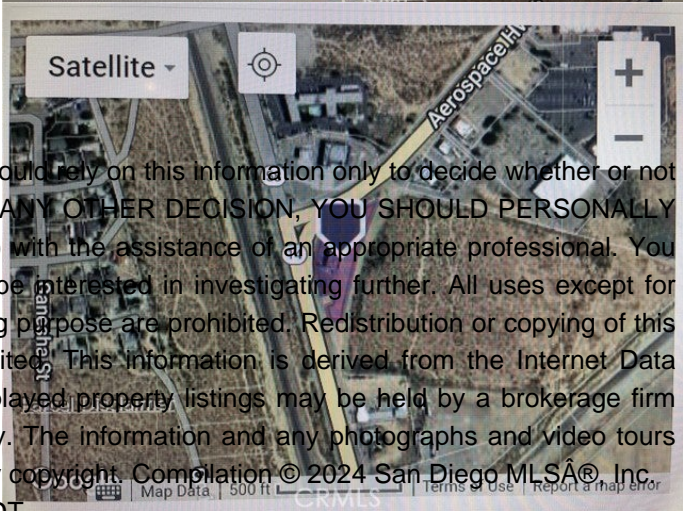 Satellite
Aerospace
+
−
ould rely on this information only to decide whether or not
ANY OTHER DECISION, YOU SHOULD PERSONALLY
with the assistance of an appropriate professional. You
be interested in investigating further. All uses except for
g purpose are prohibited. Redistribution or copying of this
ited. This information is derived from the Internet Data
played property listings may be held by a brokerage firm
y. The information and any photographs and video tours
copyright. Compilation © 2024 San Diego MLSÂ®, Inc.
Map Data 500 ft Terms of Use Report a map error
CRMLS